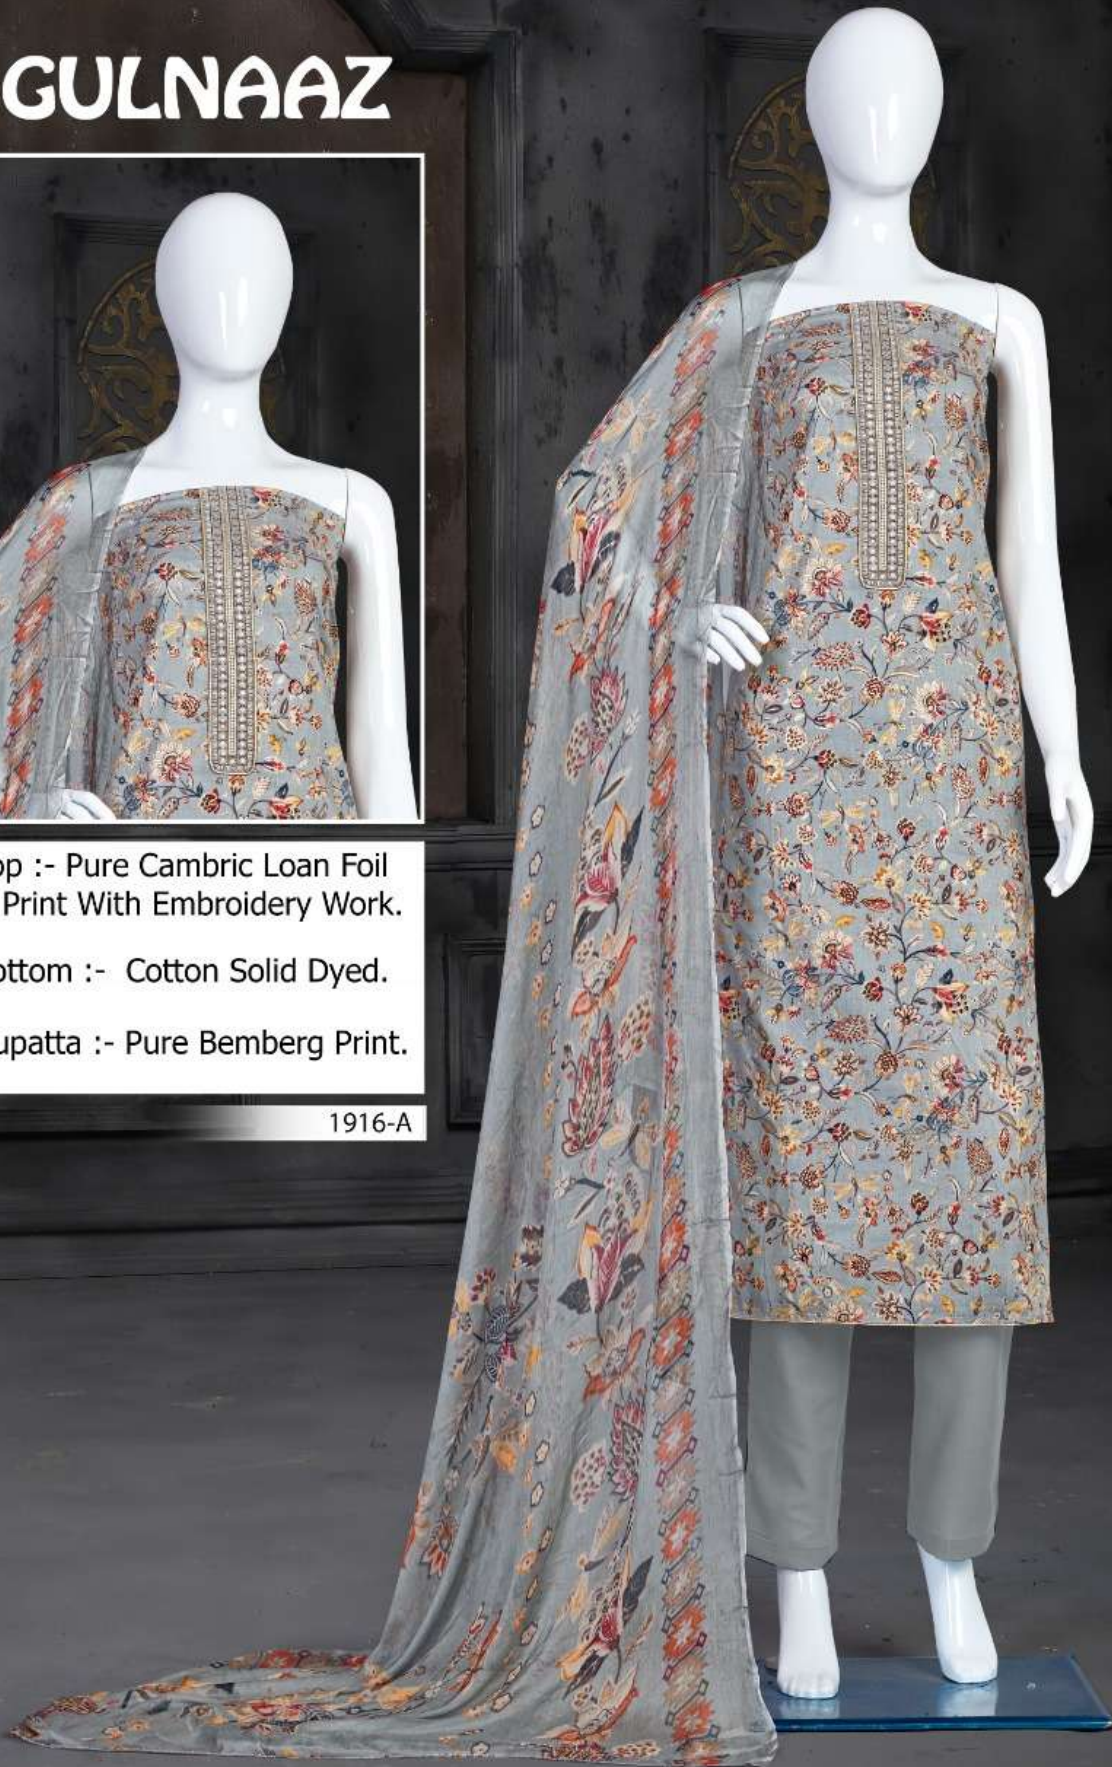 GULNAAZ
op :- Pure Cambric Loan Foil
Print With Embroidery Work.
ottom :- Cotton Solid Dyed.
upatta :- Pure Bemberg Print.
1916-A